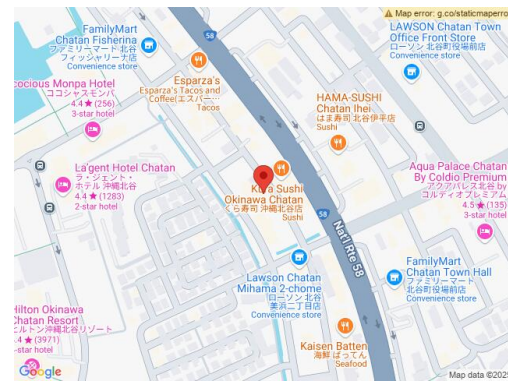 Map error: g.co/staticmaperro
FamilyMart
Chatan Fisherina
ファミリーマート 北谷
フィッシャリーナ店
Convenience store
58
LAWSON Chatan Town
Office Front Store
ローソン 北谷町役場前店
Convenience store
Esparza's
Esparza's Tacos and
Coffee(エスパー...
Tacos
cocious Monpa Hotel
ココシャスモンパ
4.4 ★ (256)
3-star hotel
HAMA-SUSHI
Chatan Ihei
はま寿司 北谷伊平店
Sushi
La'gent Hotel Chatan
ラ・ジェント・
ホテル 沖縄北谷
4.4 ★ (1283)
2-star hotel
Kura Sushi
Okinawa Chatan
くら寿司 沖縄北谷店
Sushi
Aqua Palace Chatan
By Coldio Premium
アクアパレス北谷 by
コルディオプレミアム
4.5 ★ (135)
3-star hotel
58
Nat'l Rte 58
Lawson Chatan
Mihama 2-chome
ローソン 北谷
美浜二丁目店
Convenience store
FamilyMart
Chatan Town Hall
ファミリーマート
北谷町役場前店
Convenience store
Hilton Okinawa
Chatan Resort
ヒルトン沖縄北谷リゾート
4.4 ★ (3971)
-star hotel
Kaisen Batten
海鮮 ばってん
Seafood
Google
Map data ©2025